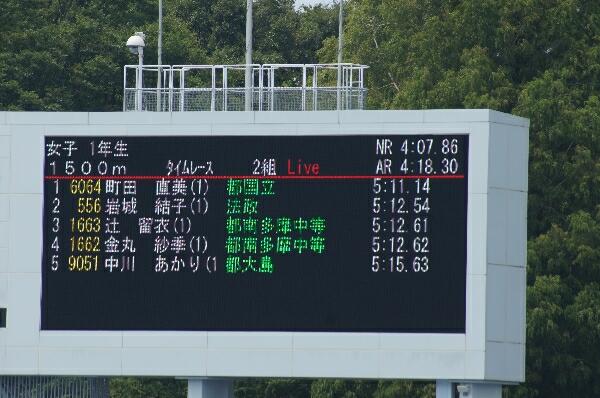 女子 1年生 NR 4:07.86
1500m タイムレース 2組 Live AR 4:18.30
1 6064 町田 直美(1) 都国立 5:11.14
2 556 岩城 結子(1) 法政 5:12.54
3 1663 辻 留衣(1) 都南多摩中等 5:12.61
4 1662 金丸 紗季(1) 都南多摩中等 5:12.62
5 9051 中川 あかり(1 都大島 5:15.63